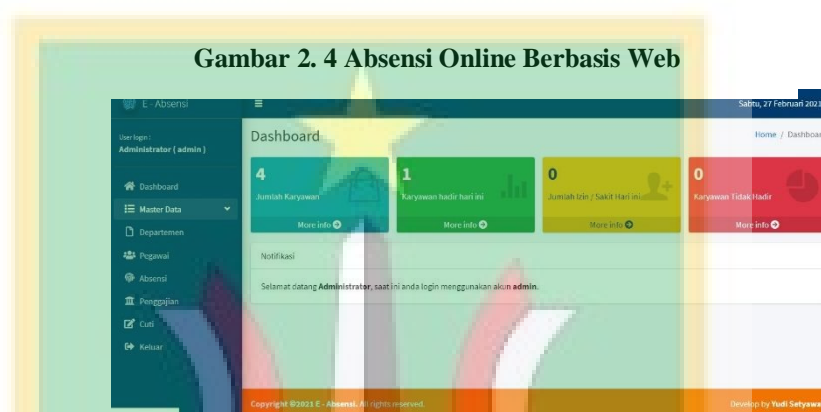 Gambar 2. 4 Absensi Online Berbasis Web
E - Absensi
Sabtu, 27 Februari 2021
User login :
Administrator ( admin )
Dashboard
Home / Dashboard
Dashboard
Master Data
Departemen
Pegawai
Absensi
Penggajian
Cuti
Keluar
4
Jumlah Karyawan
More info
1
Karyawan hadir hari ini
More info
0
Jumlah Izin / Sakit Hari ini
More info
0
Karyawan Tidak Hadir
More info
Notifikasi
Selamat datang Administrator, saat ini anda login menggunakan akun admin.
Copyright ©2021 E - Absensi. All rights reserved.
Develop by Yudi Setyawa